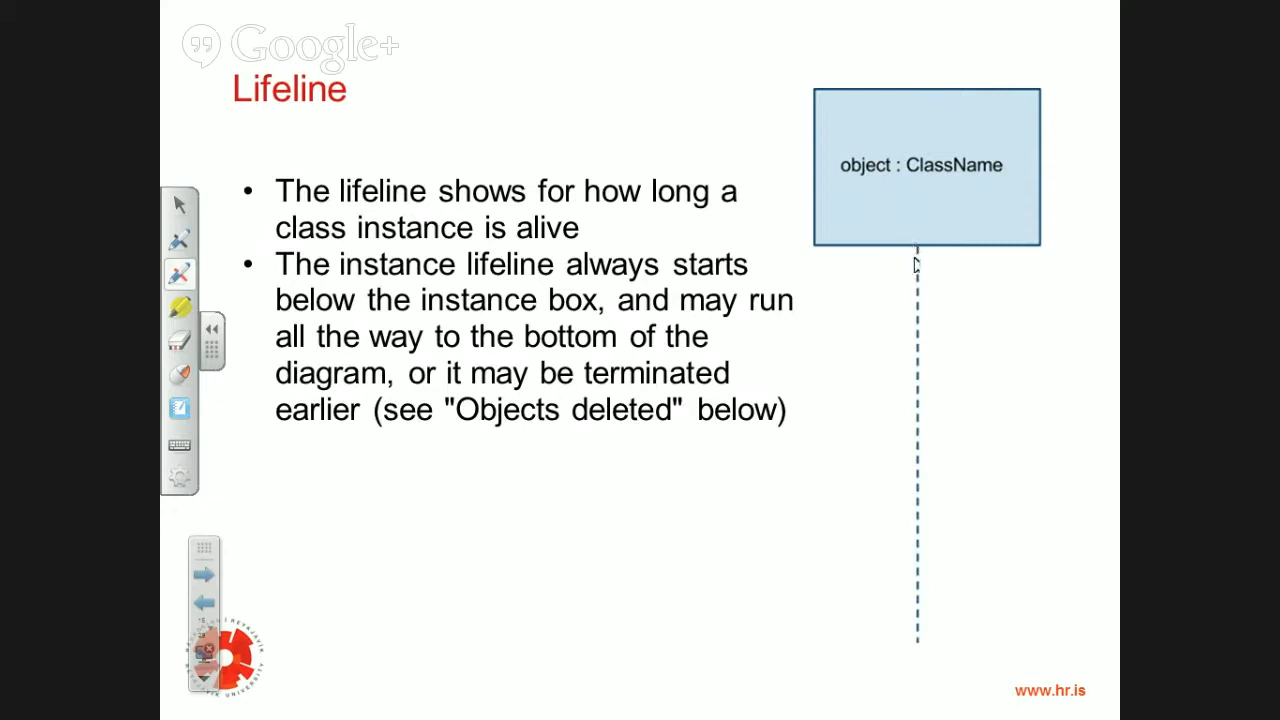 Google+
Lifeline
object : ClassName
• The lifeline shows for how long a
class instance is alive
• The instance lifeline always starts
below the instance box, and may run
all the way to the bottom of the
diagram, or it may be terminated
earlier (see "Objects deleted" below)
www.hr.is